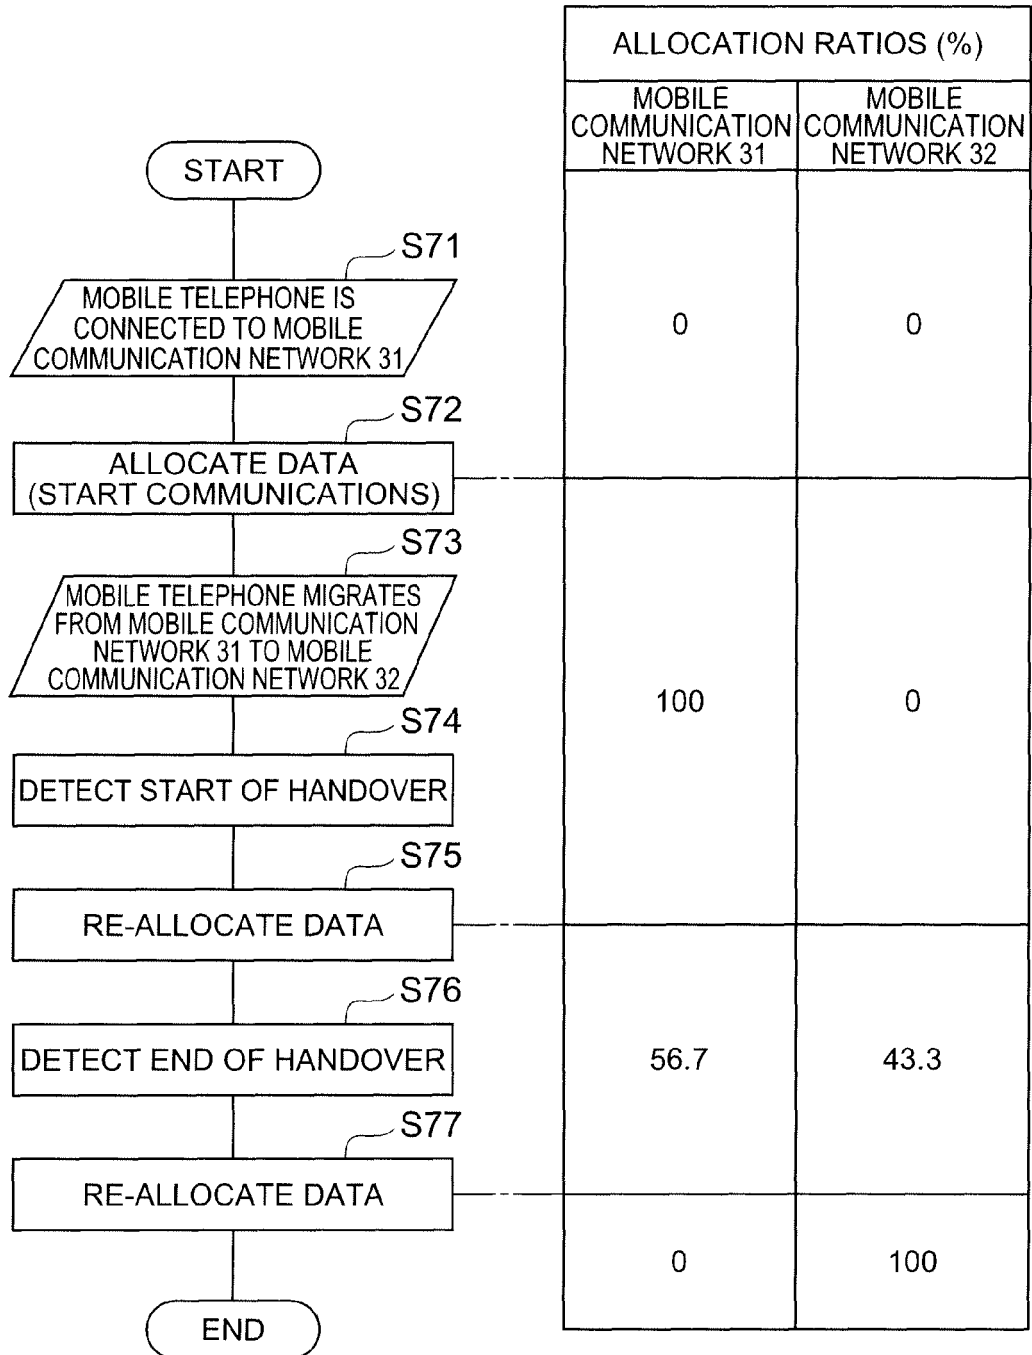 ALLOCATION RATIOS (%)
MOBILE
COMMUNICATION
NETWORK 31
MOBILE
COMMUNICATION
NETWORK 32
START
S71
MOBILE TELEPHONE IS
CONNECTED TO MOBILE
COMMUNICATION NETWORK 31
0
0
S72
ALLOCATE DATA
(START COMMUNICATIONS)
S73
MOBILE TELEPHONE MIGRATES
FROM MOBILE COMMUNICATION
NETWORK 31 TO MOBILE
COMMUNICATION NETWORK 32
100
0
S74
DETECT START OF HANDOVER
S75
RE-ALLOCATE DATA
S76
DETECT END OF HANDOVER
56.7
43.3
S77
RE-ALLOCATE DATA
0
100
END